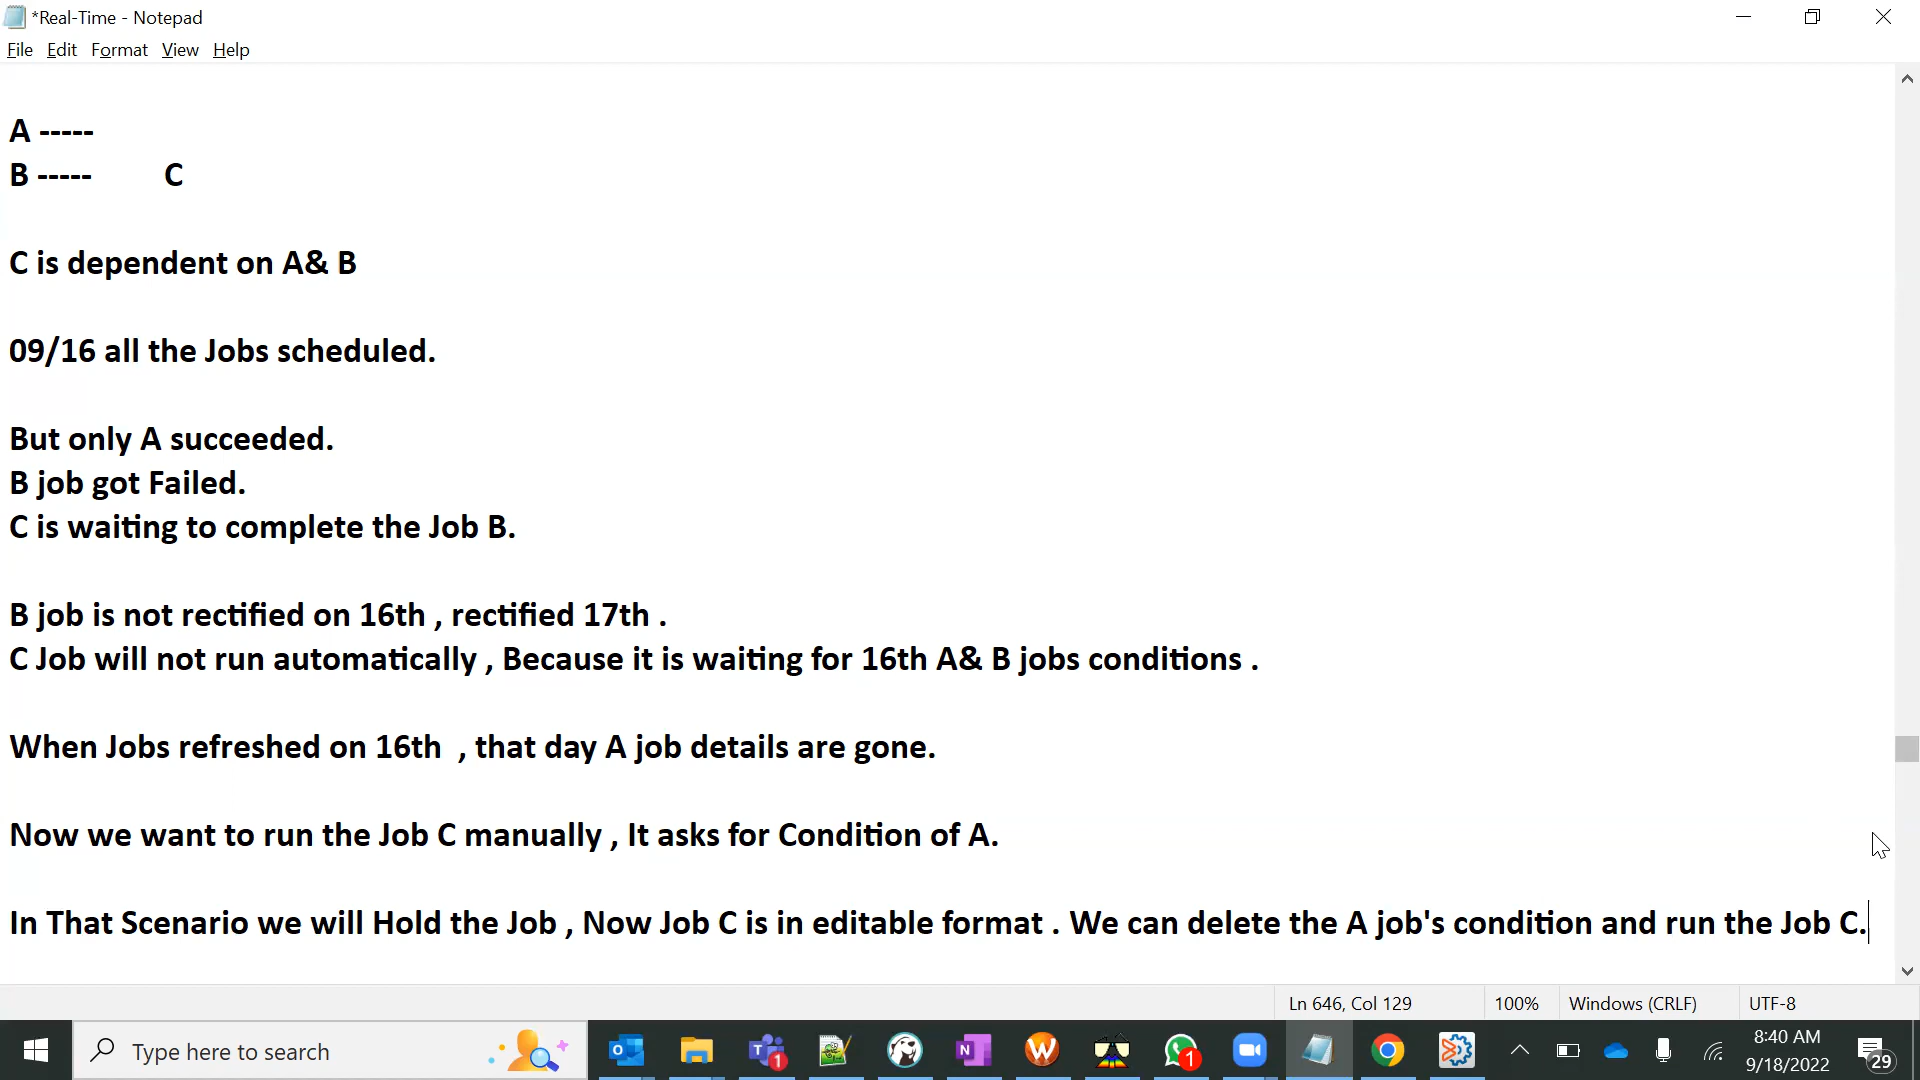 *Real-Time - Notepad
File Edit Format View Help
A -----
B ----- C
C is dependent on A& B
09/16 all the Jobs scheduled.
But only A succeeded.
B job got Failed.
C is waiting to complete the Job B.
B job is not rectified on 16th , rectified 17th .
C Job will not run automatically , Because it is waiting for 16th A& B jobs conditions .
When Jobs refreshed on 16th , that day A job details are gone.
Now we want to run the Job C manually , It asks for Condition of A.
In That Scenario we will Hold the Job , Now Job C is in editable format . We can delete the A job's condition and run the Job C.
Ln 646, Col 129 100% Windows (CRLF) UTF-8
Type here to search
1
1
8:40 AM
9/18/2022
29